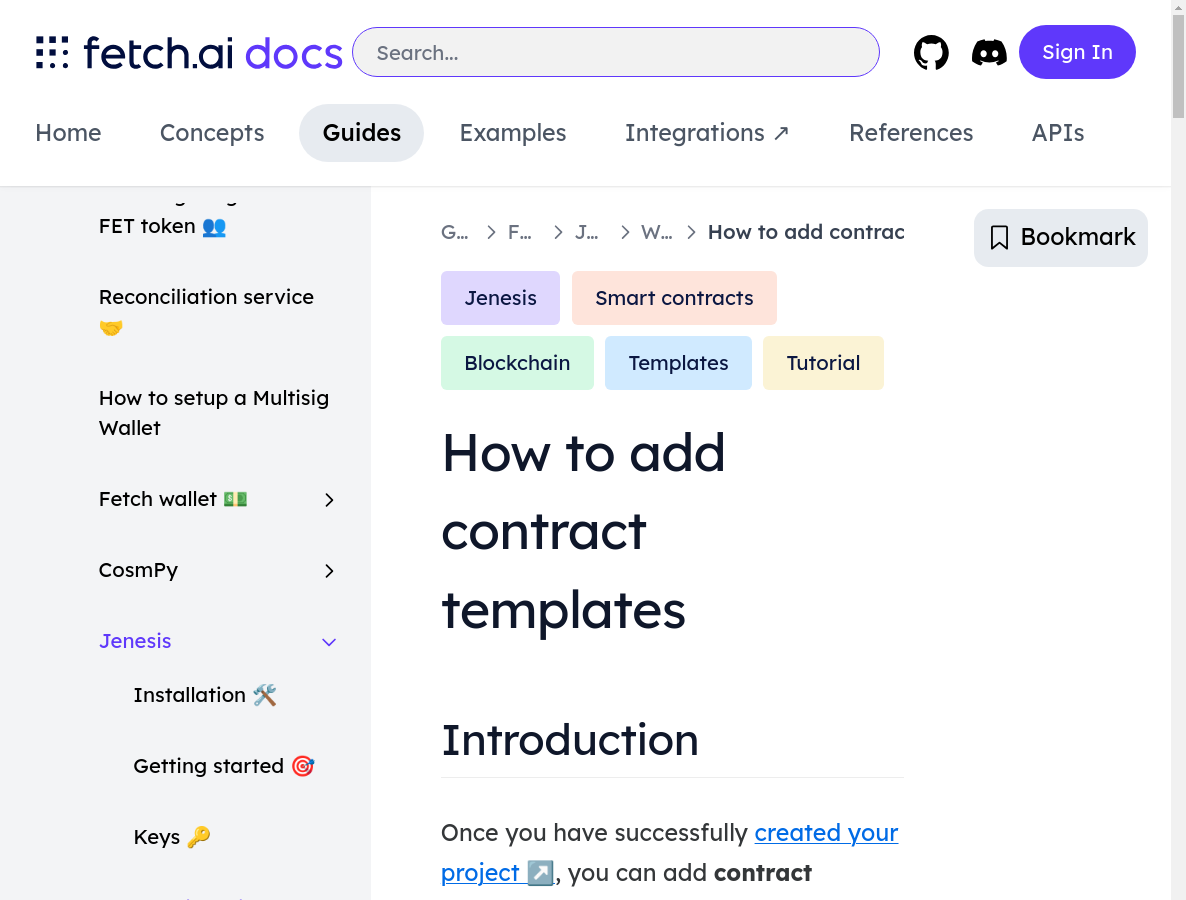 fetch.ai docs
Search...
Sign In
Home
Concepts
Guides
Examples
Integrations ↗
References
APIs
FET token 👥
Reconciliation service
🤝
How to setup a Multisig
Wallet
Fetch wallet 💵
CosmPy
Jenesis
Installation 🛠️
Getting started 🎯
Keys 🔑
G... > F... > J... > W... > How to add contrac
Bookmark
Jenesis
Smart contracts
Blockchain
Templates
Tutorial
How to add
contract
templates
Introduction
Once you have successfully created your
project ↗️, you can add contract